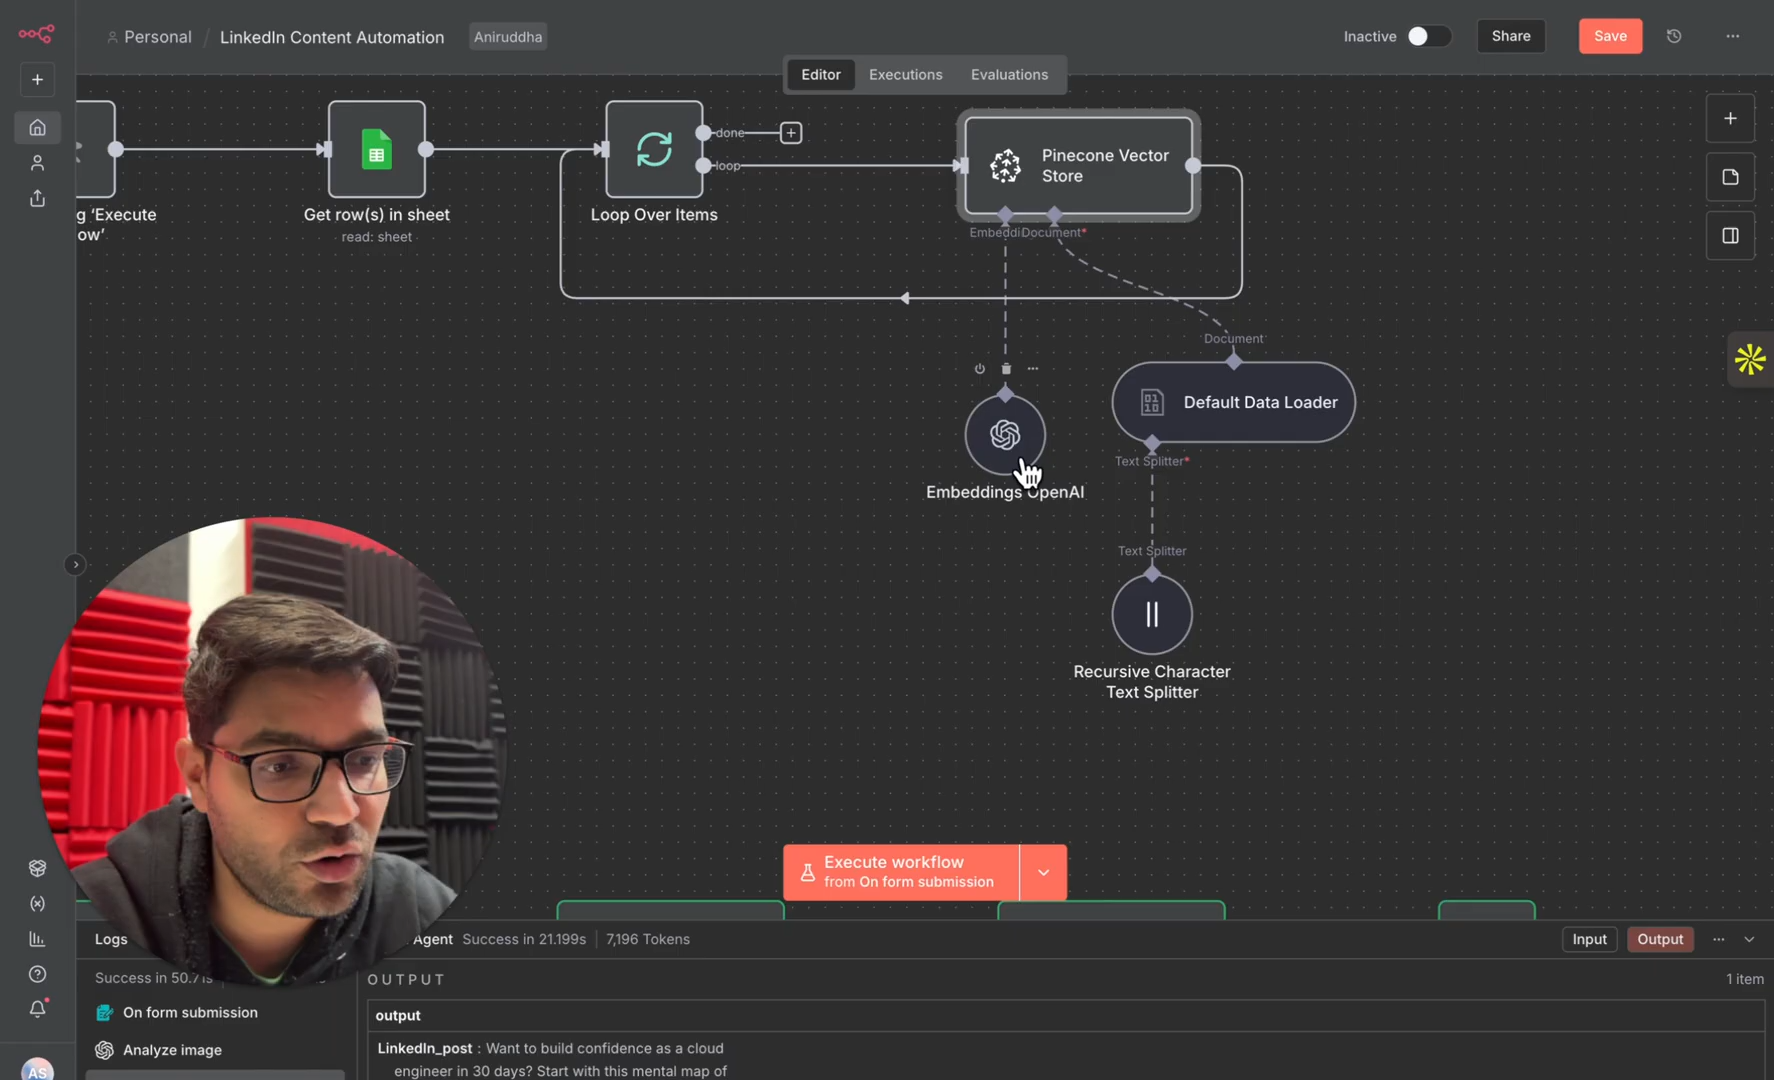 Personal / LinkedIn Content Automation
Aniruddha
Inactive
Share
Save
Editor
Executions
Evaluations
done
loop
Pinecone Vector
Store
g ‘Execute
ow’
Get row(s) in sheet
read: sheet
Loop Over Items
Embeddi
Document*
Document
Default Data Loader
Text Splitter*
Embeddings OpenAI
Text Splitter
Recursive Character
Text Splitter
Execute workflow
from On form submission
Logs
Agent
Success in 21.199s
7,196 Tokens
Input
Output
Success in 50.71s
OUTPUT
1 item
On form submission
output
Analyze image
LinkedIn_post : Want to build confidence as a cloud
engineer in 30 days? Start with this mental map of
AS